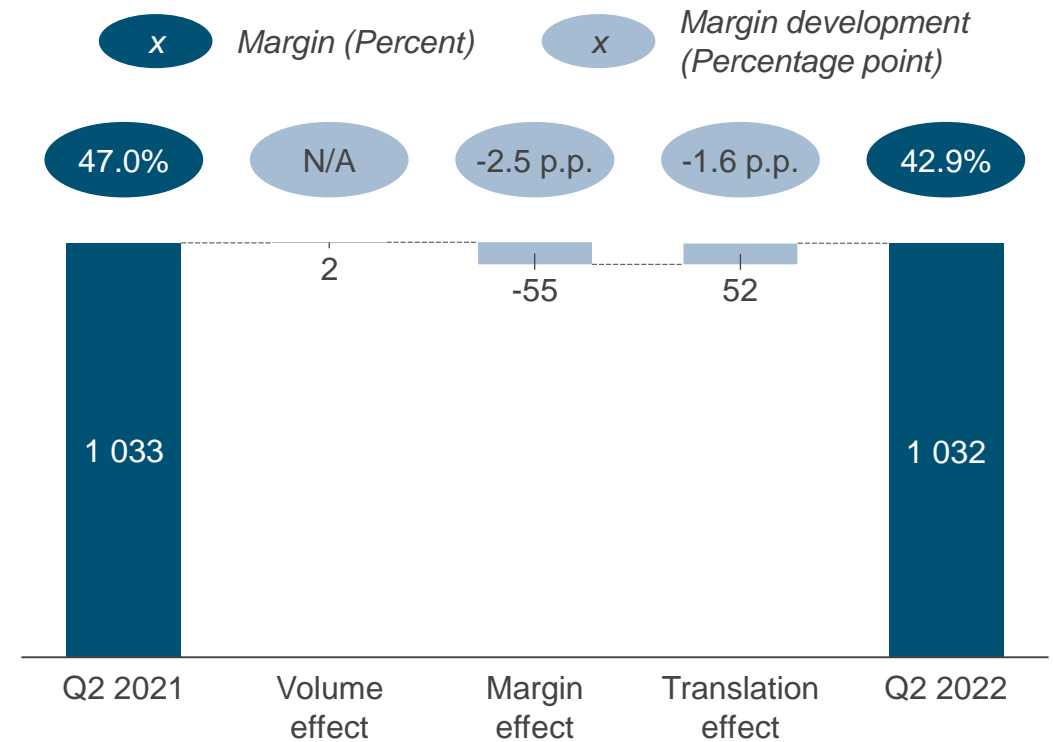 x Margin (Percent) x Margin development
(Percentage point)
47.0% N/A -2.5 p.p. -1.6 p.p. 42.9%
2 -55 52
1 033 1 032
Q2 2021 Volume Margin Translation Q2 2022
effect effect effect